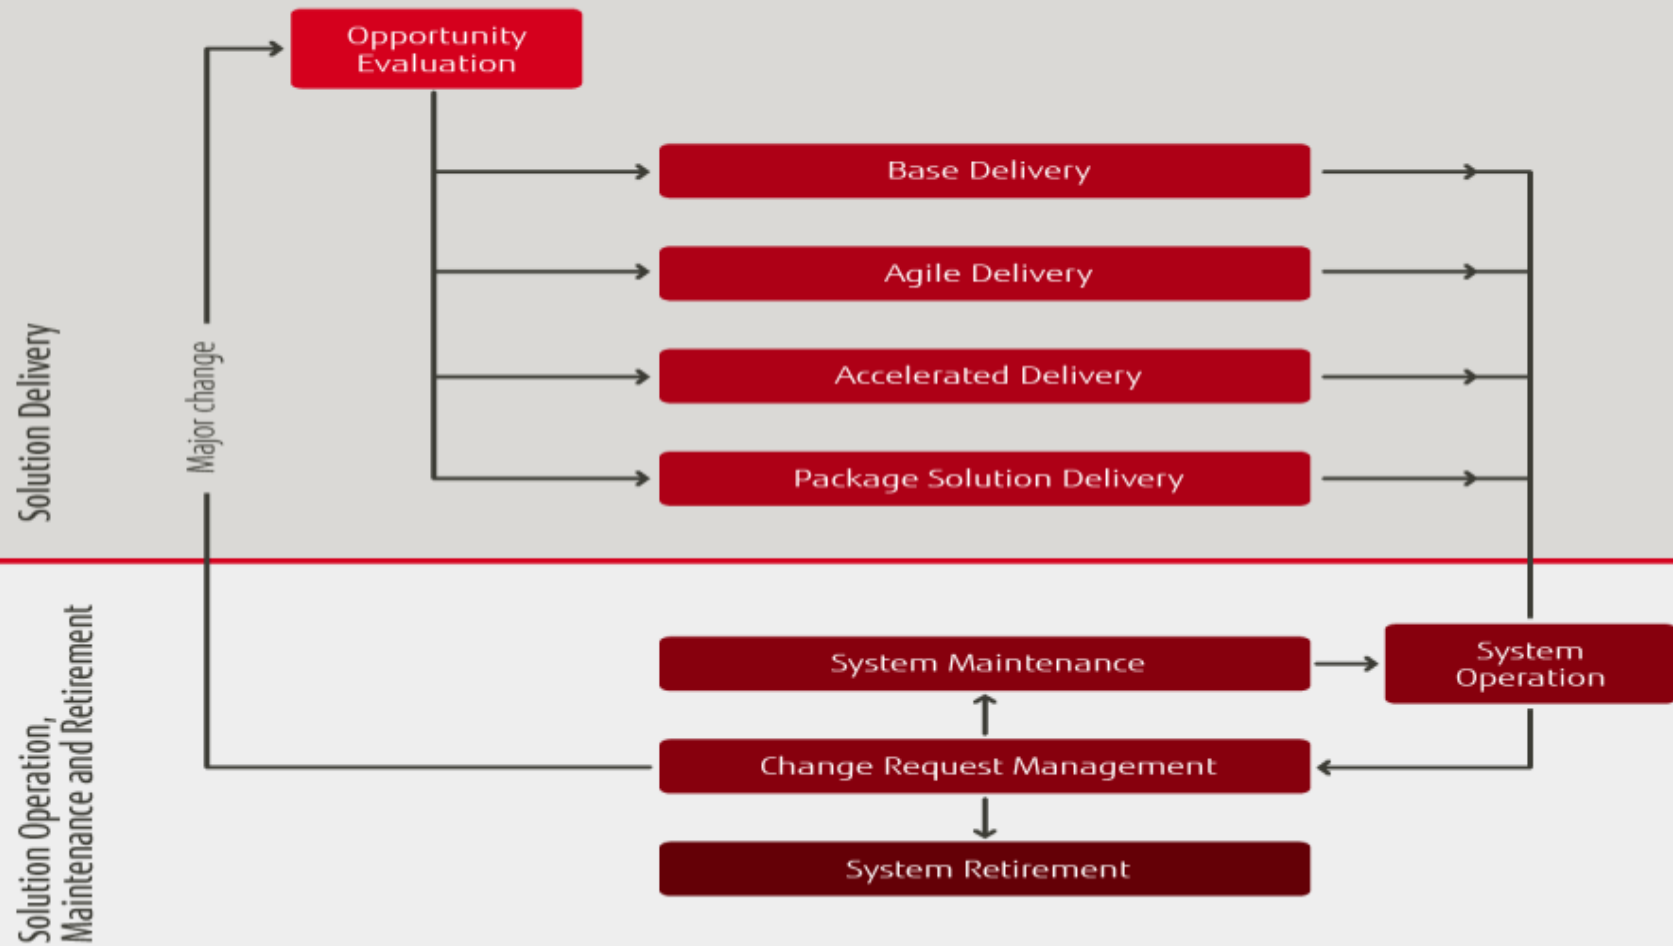 Opportunity
Evaluation
Base Delivery
Agile Delivery
Accelerated Delivery
Package Solution Delivery
Solution Delivery
Major change
System Maintenance
System
Operation
Change Request Management
System Retirement
Solution Operation,
Maintenance and Retirement